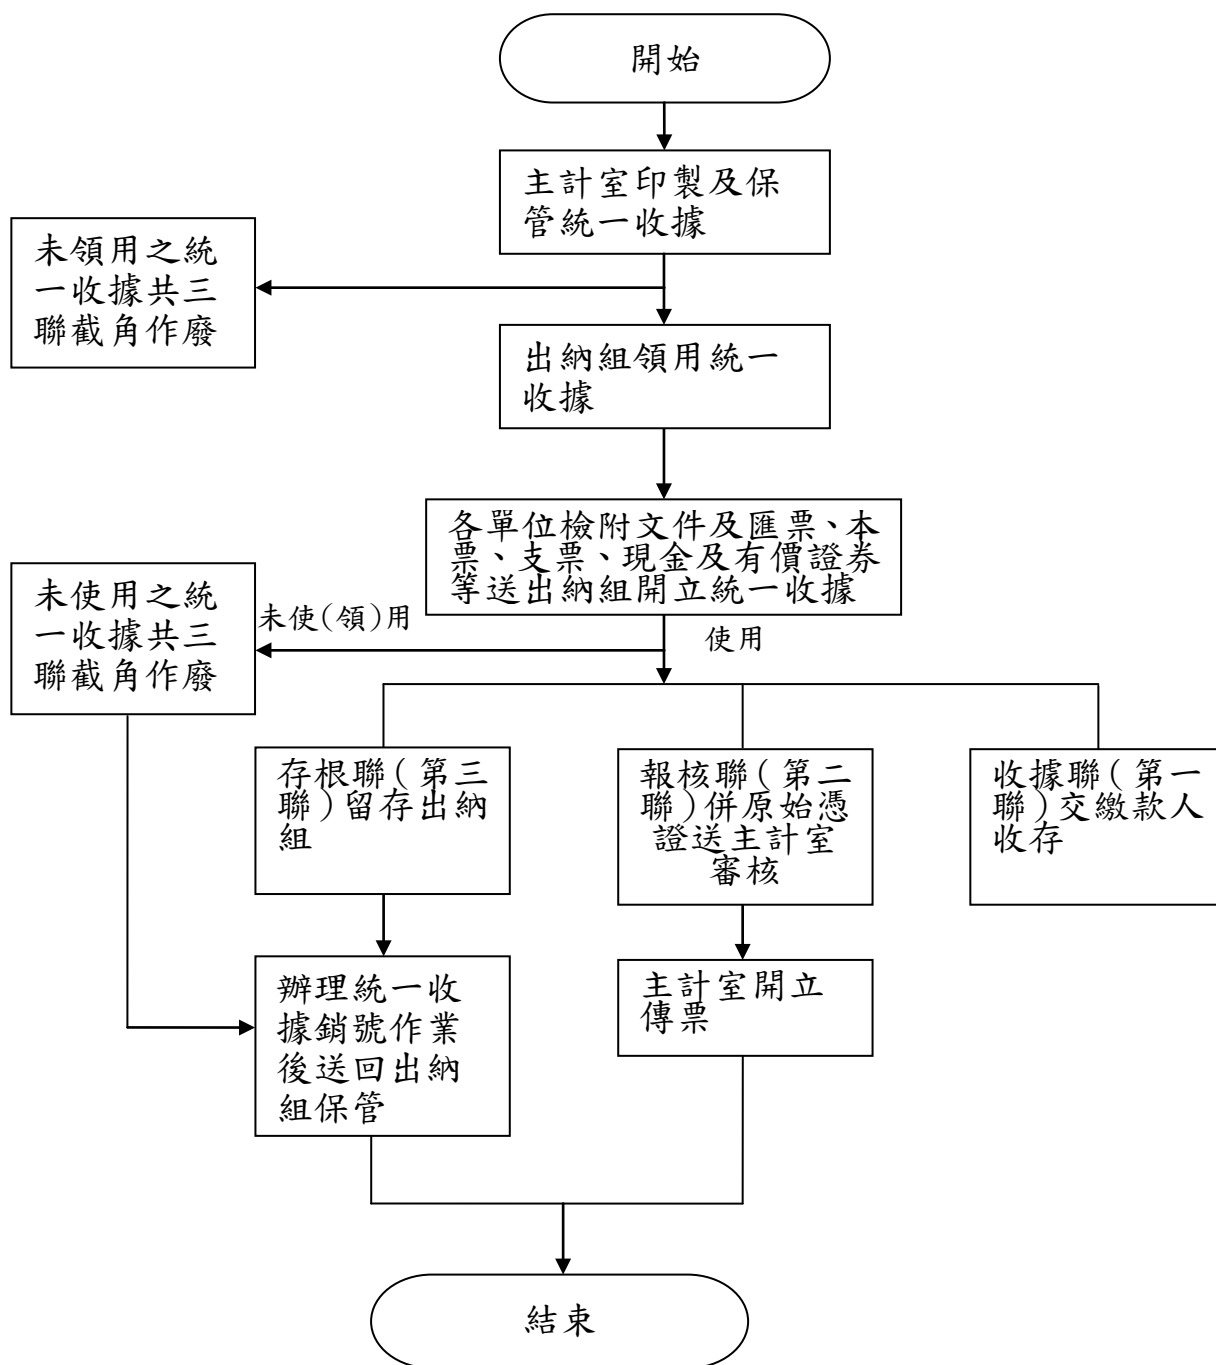 開始
主計室印製及保
管統一收據
未領用之統
一收據共三
聯截角作廢
出納組領用統一
收據
各單位檢附文件及匯票、本
票、支票、現金及有價證券
等送出納組開立統一收據
未使用之統
一收據共三
聯截角作廢
未使(領)用
使用
存根聯(第三
聯)留存出納
組
報核聯(第二
聯)併原始憑
證送主計室
審核
收據聯(第一
聯)交繳款人
收存
辦理統一收
據銷號作業
後送回出納
組保管
主計室開立
傳票
結束